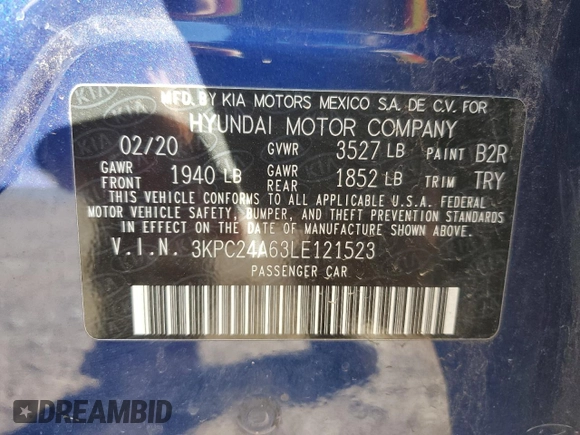 MFD. BY KIA MOTORS MEXICO S.A. DE C.V. FOR
HYUNDAI MOTOR COMPANY
02/20 GVWR 3527 LB PAINT B2R
GAWR FRONT 1940 LB GAWR REAR 1852 LB TRIM TRY
THIS VEHICLE CONFORMS TO ALL APPLICABLE U.S.A. FEDERAL
MOTOR VEHICLE SAFETY, BUMPER, AND THEFT PREVENTION STANDARDS
IN EFFECT ON THE DATE OF MANUFACTURE SHOWN ABOVE.
V.I.N. 3KPC24A63LE121523
PASSENGER CAR
DREAMBID